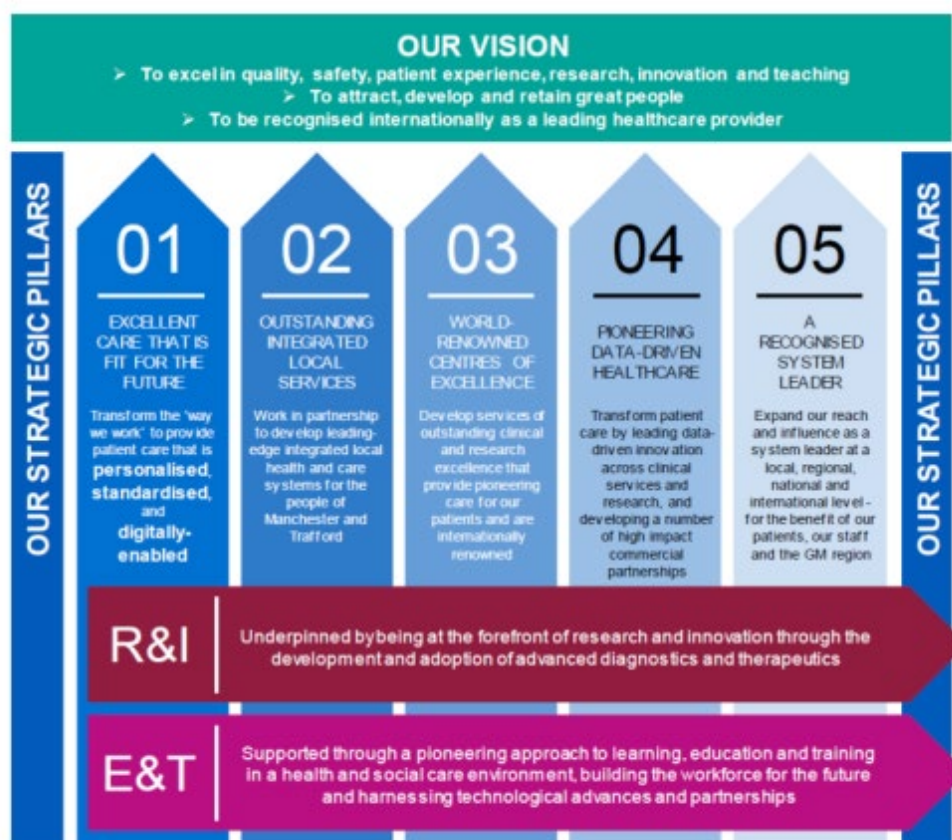 OUR VISION
➢ To excel in quality, safety, patient experience, research, innovation and teaching
➢ To attract, develop and retain great people
➢ To be recognised internationally as a leading healthcare provider
OUR STRATEGIC PILLARS
01
EXCELLENT
CARE THAT IS
FIT FOR THE
FUTURE
Transform the 'way
we work' to provide
patient care that is
personalised,
standardised,
and
digitally-
enabled
02
OUTSTANDING
INTEGRATED
LOCAL
SERVICES
Work in partnership
to develop leading-
edge integrated local
health and care
systems for the
people of
Manchester and
Trafford
03
WORLD-
RENOWNED
CENTRES OF
EXCELLENCE
Develop services of
outstanding clinical
and research
excellence that
provide pioneering
care for our
patients and are
internationally
renowned
04
PIONEERING
DATA-DRIVEN
HEALTHCARE
Transform patient
care by leading data-
driven innovation
across clinical
services and
research, and
developing a number
of high impact
commercial
partnerships
05
A
RECOGNISED
SYSTEM
LEADER
Expand our reach
and influence as a
system leader at a
local, regional,
national and
international level -
for the benefit of our
patients, our staff
and the GM region
OUR STRATEGIC PILLARS
R&I
Underpinned by being at the forefront of research and innovation through the
development and adoption of advanced diagnostics and therapeutics
E&T
Supported through a pioneering approach to learning, education and training
in a health and social care environment, building the workforce for the future
and harnessing technological advances and partnerships